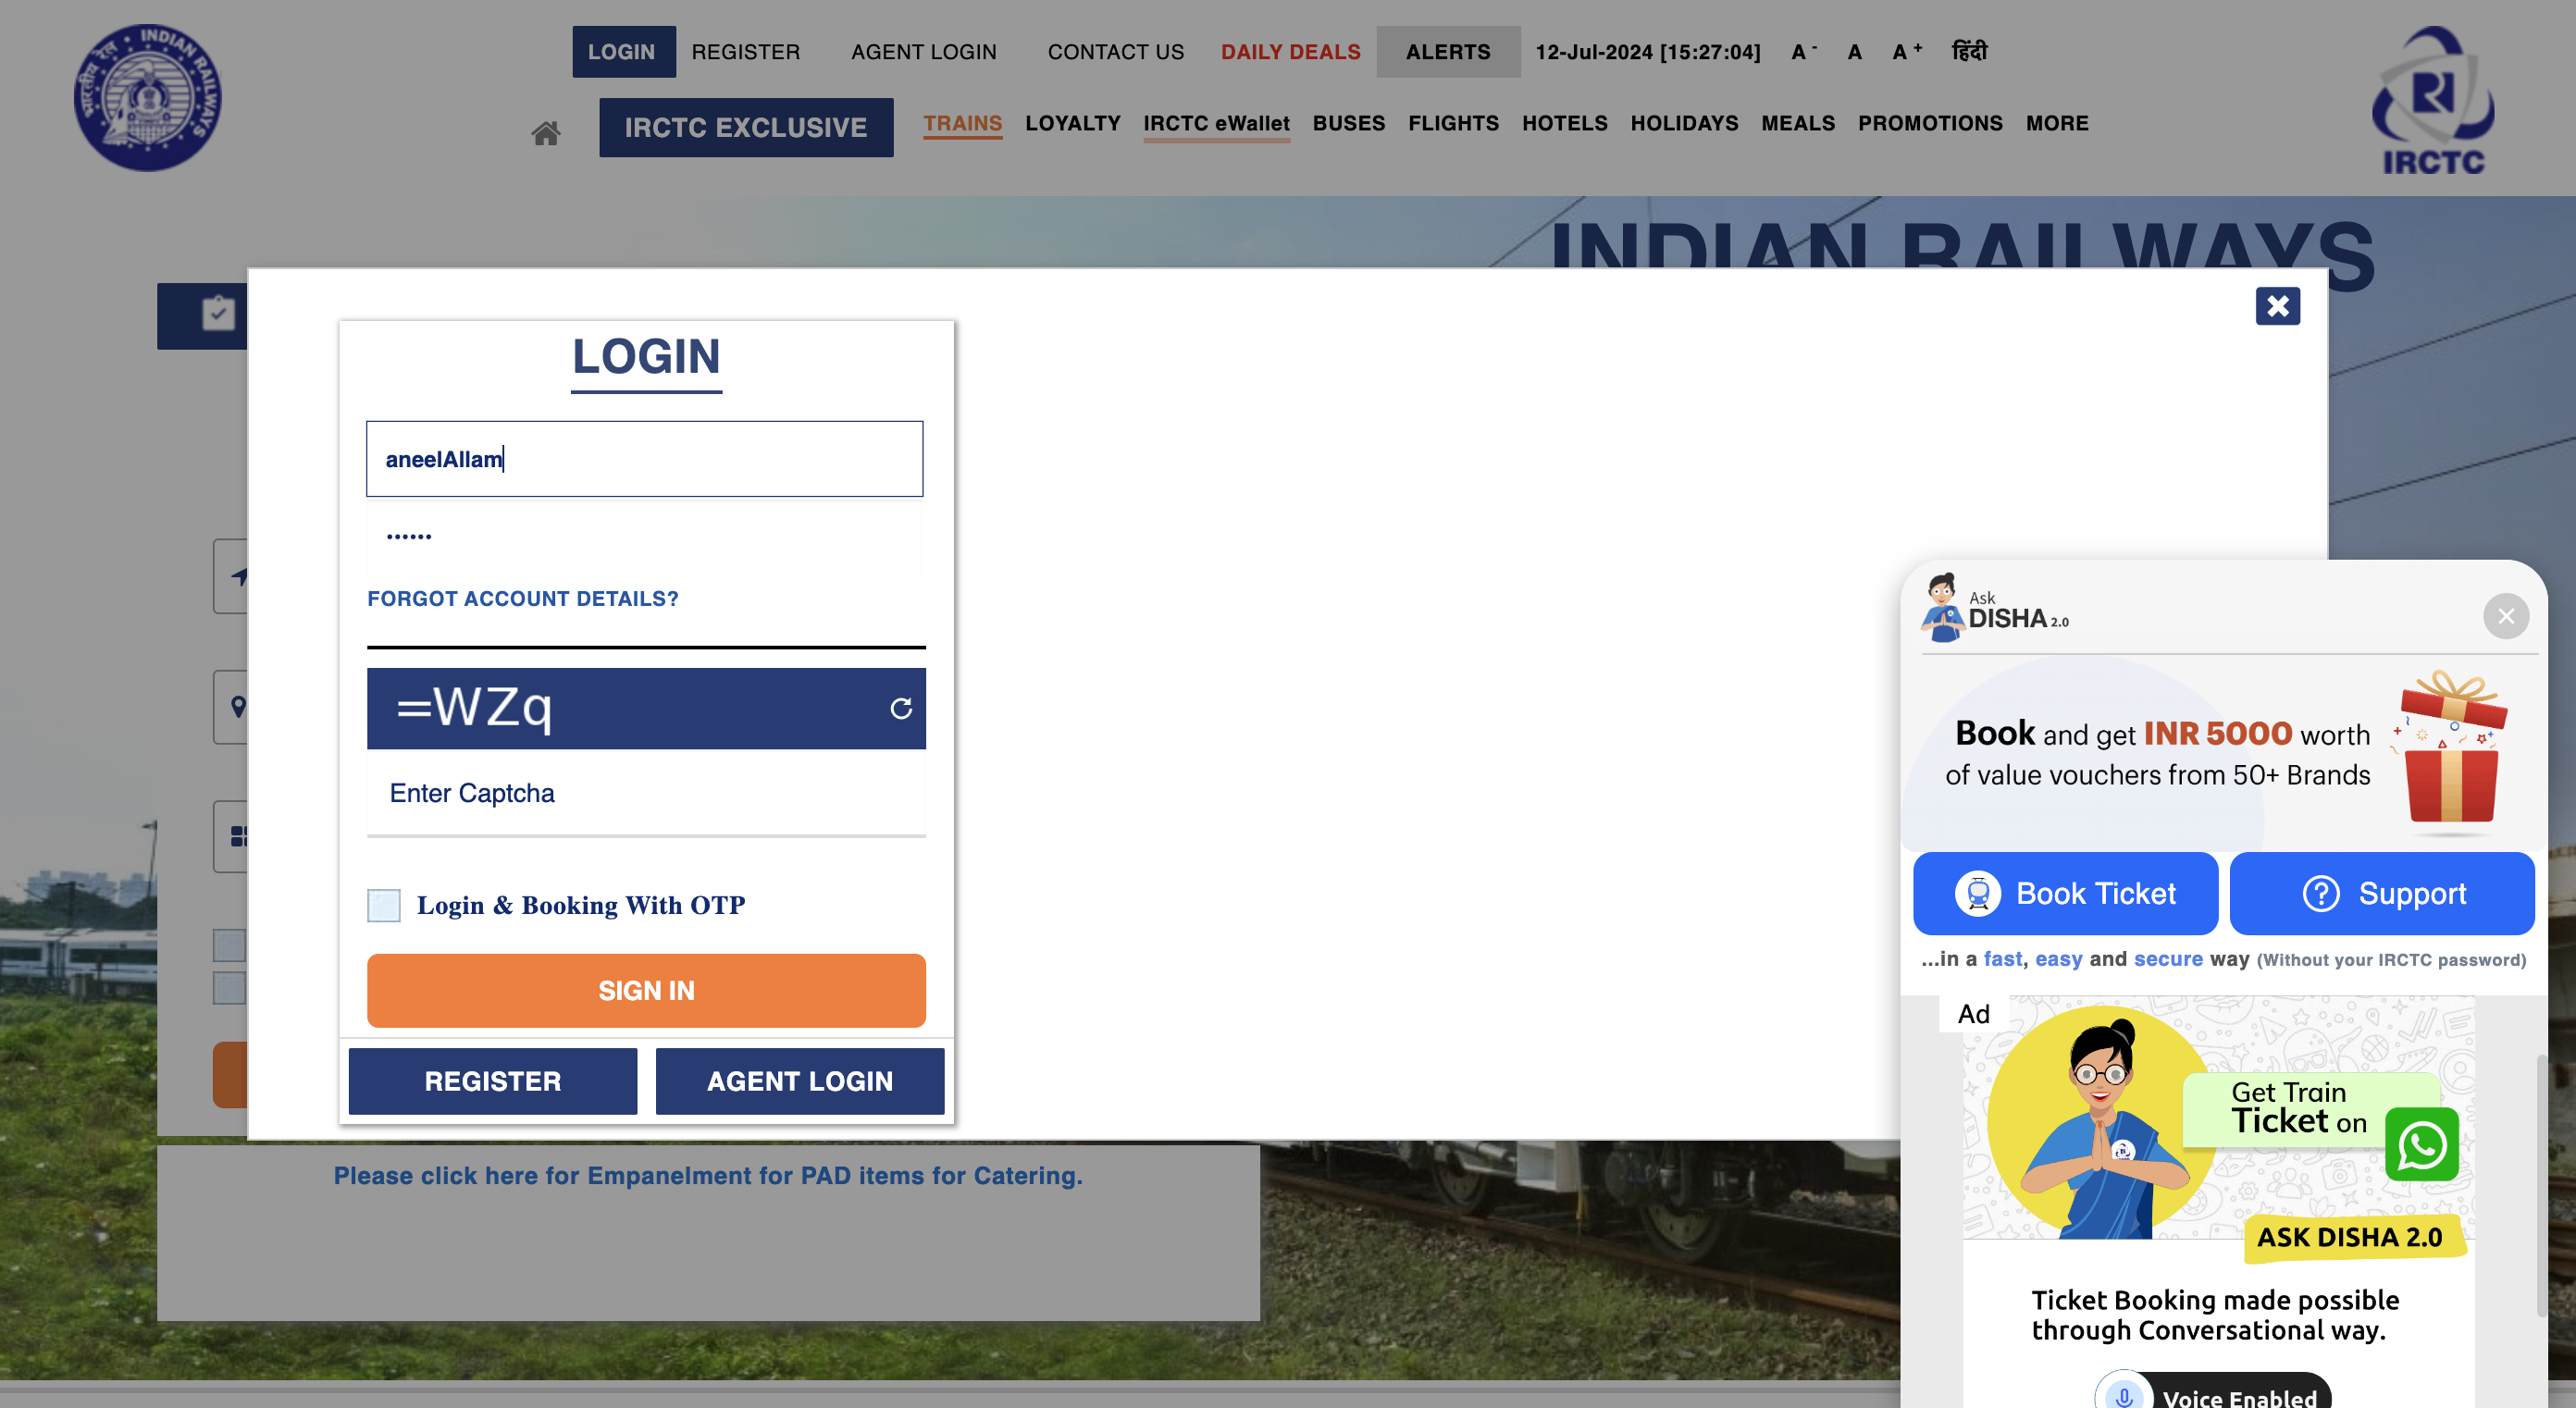 LOGIN REGISTER AGENT LOGIN CONTACT US DAILY DEALS ALERTS 12-Jul-2024 [15:27:04] A - A A + हिंदी
भारतीय रेल INDIAN RAILWAYS
IRCTC EXCLUSIVE TRAINS LOYALTY IRCTC eWallet BUSES FLIGHTS HOTELS HOLIDAYS MEALS PROMOTIONS MORE
IRCTC
INDIAN RAILWAYS
LOGIN
aneelAllam
••••••
FORGOT ACCOUNT DETAILS?
=WZq
Enter Captcha
Login & Booking With OTP
SIGN IN
REGISTER AGENT LOGIN
Please click here for Empanelment for PAD items for Catering.
Ask
DISHA 2.0
Book and get INR 5000 worth
of value vouchers from 50+ Brands
Book Ticket Support
...in a fast, easy and secure way (Without your IRCTC password)
Ad
Get Train
Ticket on
ASK DISHA 2.0
Ticket Booking made possible
through Conversational way.
Voice Enabled